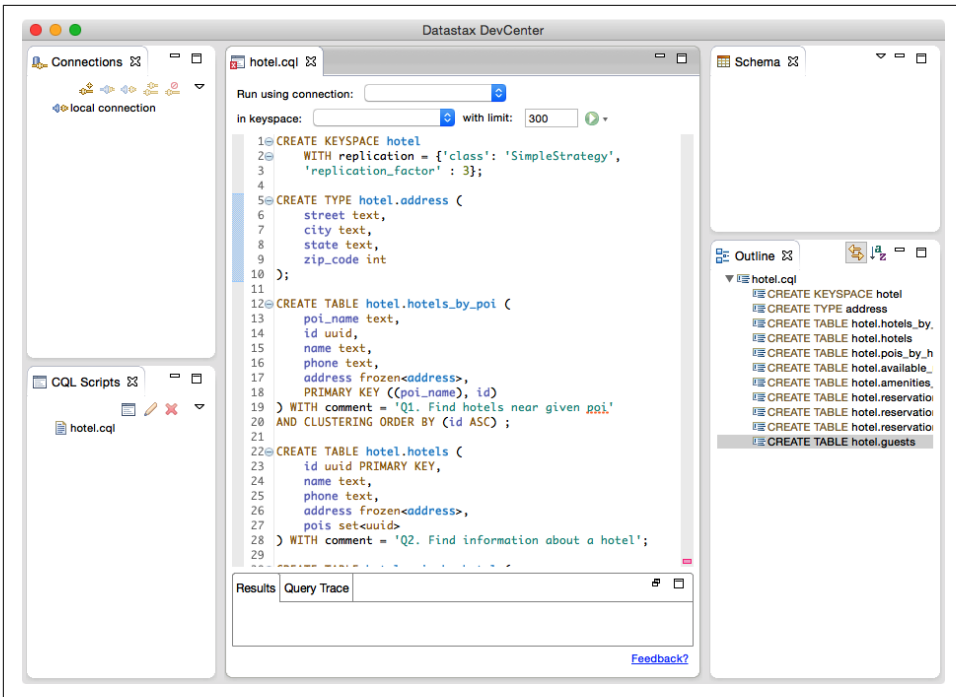 Datastax DevCenter
Connections
local connection
CQL Scripts
hotel.cql
hotel.cql
Run using connection:
in keyspace:
with limit: 300
1 CREATE KEYSPACE hotel
2 WITH replication = {'class': 'SimpleStrategy',
3 'replication_factor' : 3};
4
5 CREATE TYPE hotel.address (
6 street text,
7 city text,
8 state text,
9 zip_code int
10 );
11
12 CREATE TABLE hotel.hotels_by_poi (
13 poi_name text,
14 id uuid,
15 name text,
16 phone text,
17 address frozen<address>,
18 PRIMARY KEY ((poi_name), id)
19 ) WITH comment = 'Q1. Find hotels near given poi'
20 AND CLUSTERING ORDER BY (id ASC) ;
21
22 CREATE TABLE hotel.hotels (
23 id uuid PRIMARY KEY,
24 name text,
25 phone text,
26 address frozen<address>,
27 pois set<uuid>
28 ) WITH comment = 'Q2. Find information about a hotel';
29
Results Query Trace
Feedback?
Schema
Outline
hotel.cql
CREATE KEYSPACE hotel
CREATE TYPE address
CREATE TABLE hotel.hotels_by_
CREATE TABLE hotel.hotels
CREATE TABLE hotel.pois_by_h
CREATE TABLE hotel.available_
CREATE TABLE hotel.amenities_
CREATE TABLE hotel.reservatio
CREATE TABLE hotel.reservatio
CREATE TABLE hotel.reservatio
CREATE TABLE hotel.guests